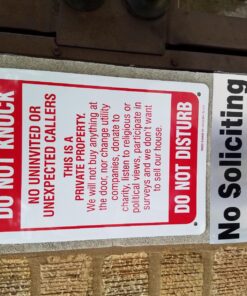 DO NOT KNOCK
NO UNINVITED OR
UNEXPECTED CALLERS
THIS IS A
PRIVATE PROPERTY.
We will not buy anything at
the door, nor change utility
companies, donate to
charity, listen to religious or
political views, participate in
surveys and we don't want
to sell our house.
DO NOT DISTURB
No Soliciting